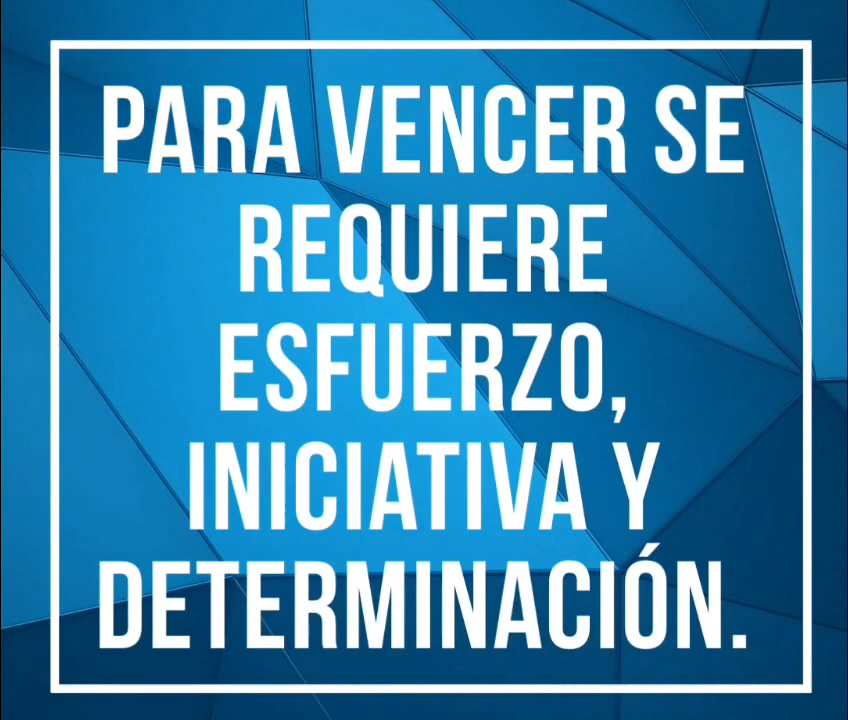 PARA VENCER SE
REQUIERE
ESFUERZO,
INICIATIVA Y
DETERMINACIÓN.